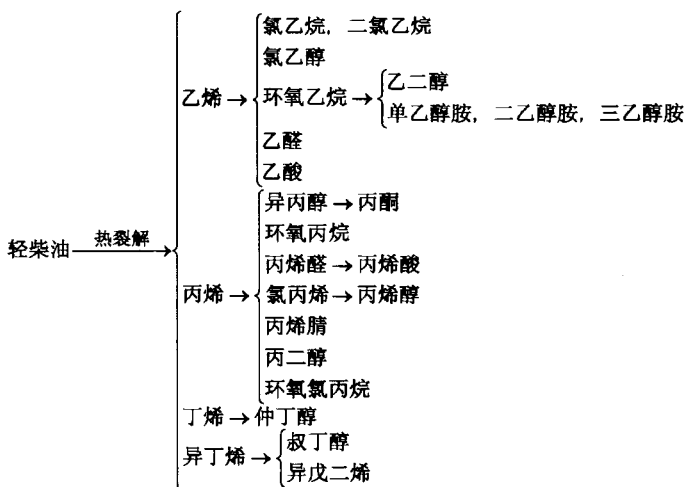 氯乙烷，二氯乙烷
氯乙醇
乙烯→环氧乙烷→乙二醇
单乙醇胺，二乙醇胺，三乙醇胺
乙醛
乙酸
轻柴油 热裂解→
异丙醇→丙酮
环氧丙烷
丙烯醛→丙烯酸
丙烯→氯丙烯→丙烯醇
丙烯腈
丙二醇
环氧氯丙烷
丁烯→仲丁醇
异丁烯→叔丁醇
异戊二烯